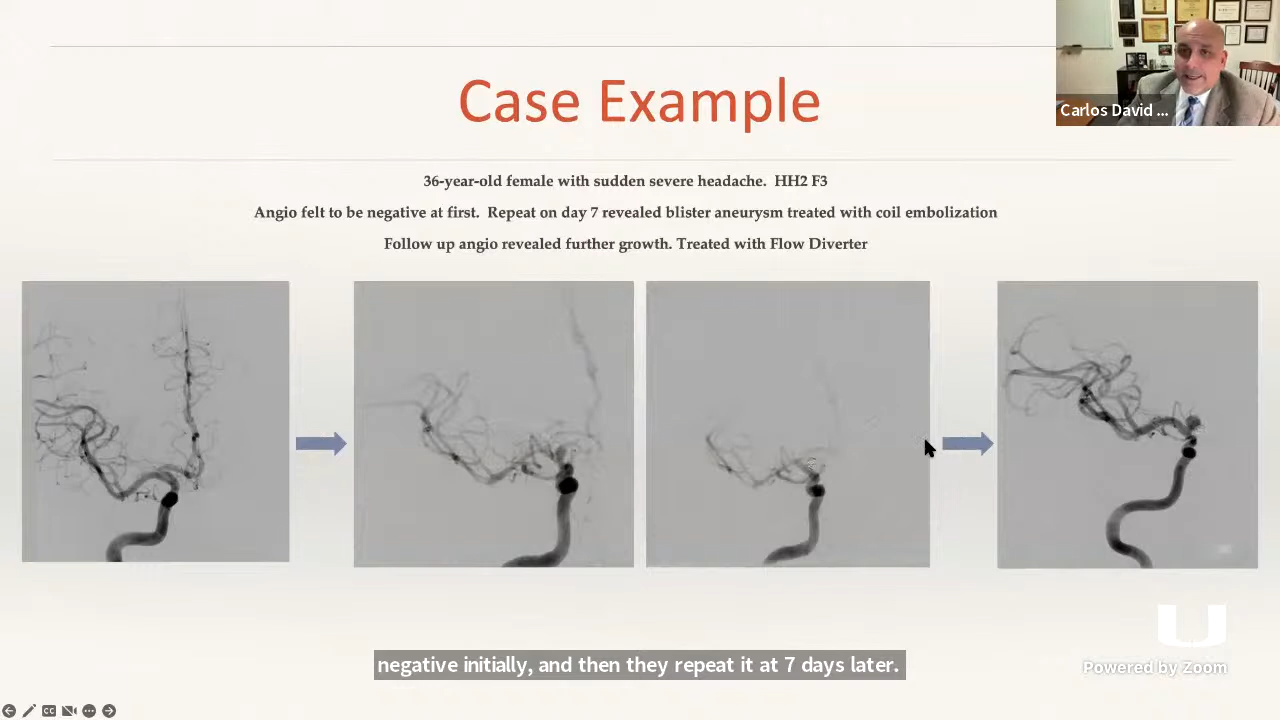 Case Example
Carlos David ...
36-year-old female with sudden severe headache.  HH2 F3
Angio felt to be negative at first.  Repeat on day 7 revealed blister aneurysm treated with coil embolization
Follow up angio revealed further growth. Treated with Flow Diverter
negative initially, and then they repeat it at 7 days later.
Powered by Zoom
CC